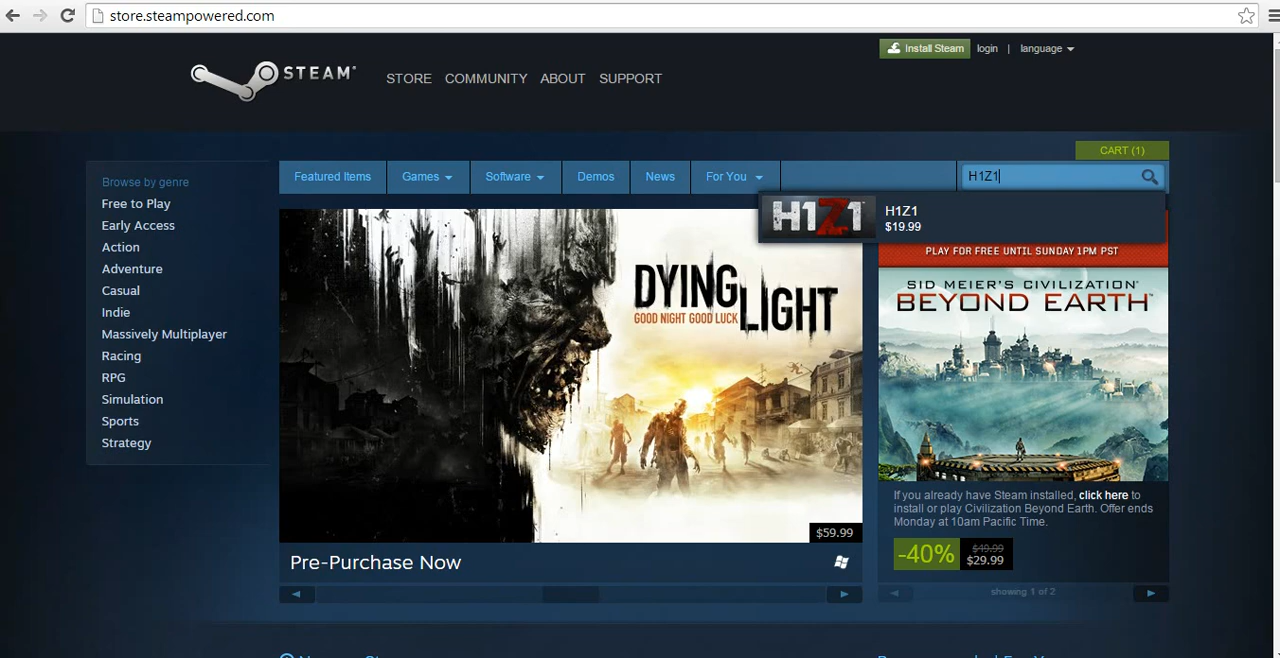 store.steampowered.com
Install Steam login | language
STEAM®
STORE COMMUNITY ABOUT SUPPORT
CART (1)
Featured Items Games Software Demos News For You
H1Z1
H1Z1
H1Z1
$19.99
Browse by genre
Free to Play
Early Access
Action
Adventure
Casual
Indie
Massively Multiplayer
Racing
RPG
Simulation
Sports
Strategy
DYING
LIGHT
GOOD NIGHT GOOD LUCK
$59.99
Pre-Purchase Now
PLAY FOR FREE UNTIL SUNDAY 1PM PST
SID MEIER'S CIVILIZATION®
BEYOND EARTH™
If you already have Steam installed, click here to
install or play Civilization Beyond Earth. Offer ends
Monday at 10am Pacific Time.
-40%
$49.99
$29.99
showing 1 of 2